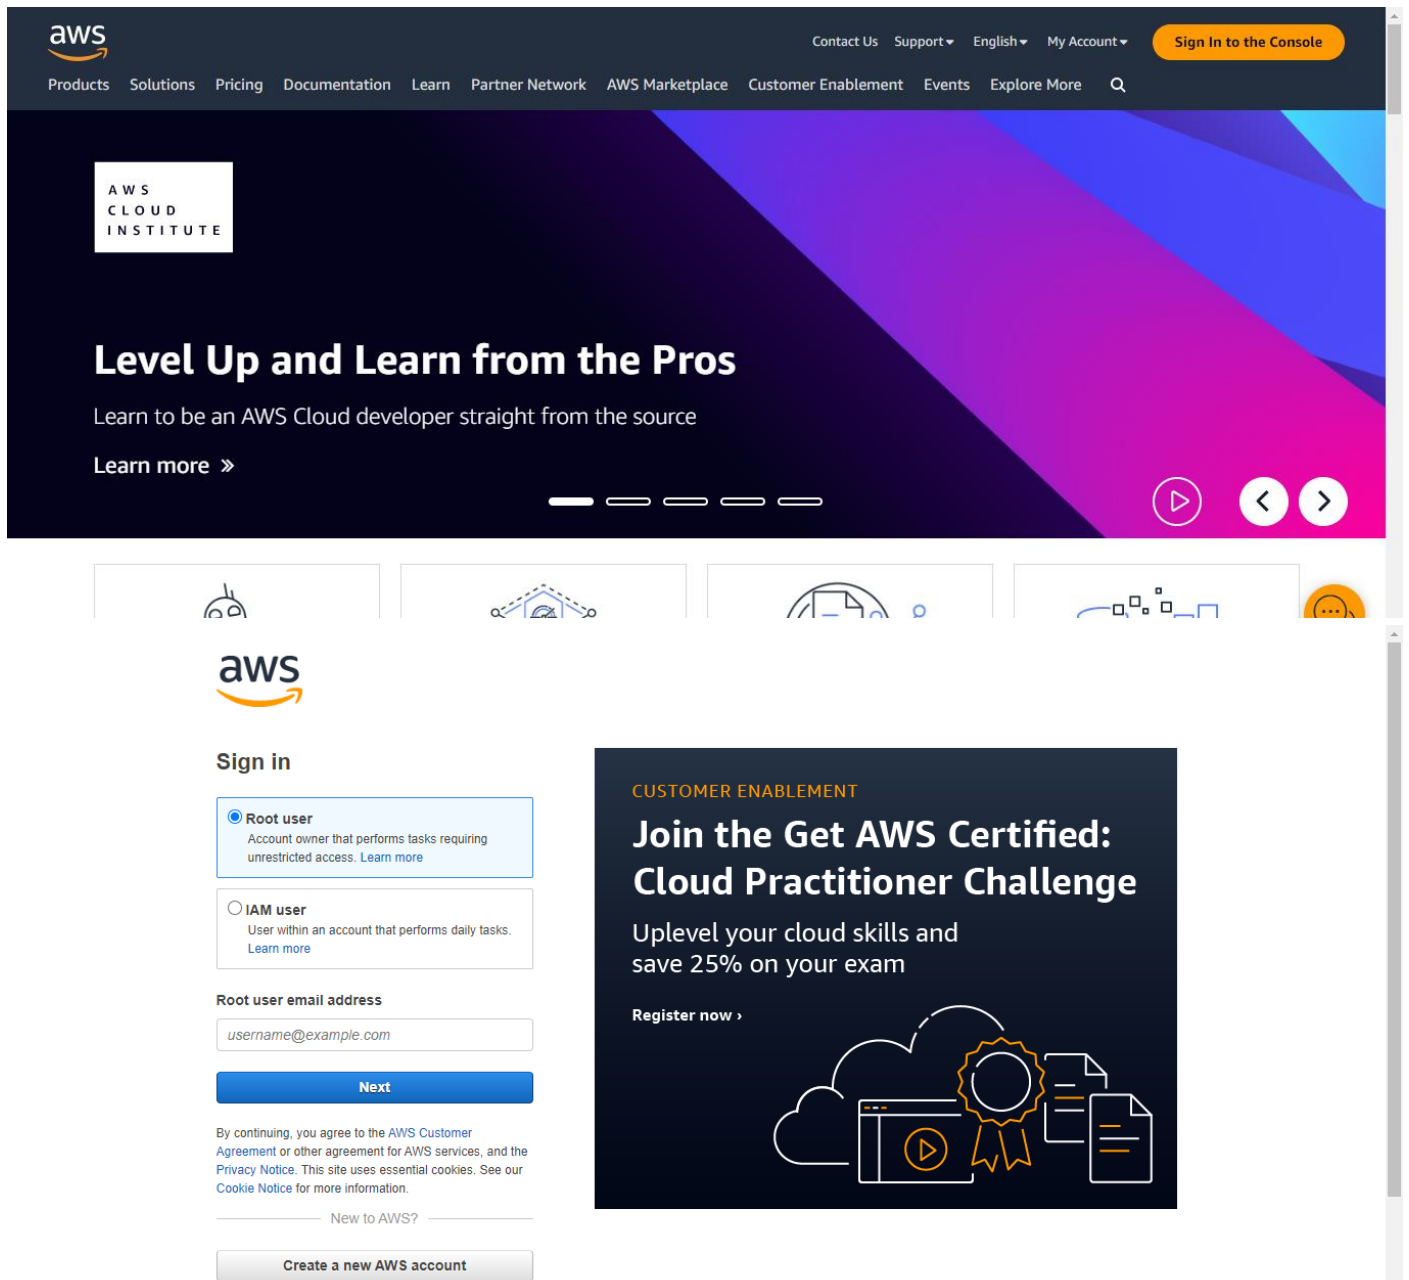 aws
Contact Us Support English My Account Sign In to the Console
Products Solutions Pricing Documentation Learn Partner Network AWS Marketplace Customer Enablement Events Explore More
AWS
CLOUD
INSTITUTE
Level Up and Learn from the Pros
Learn to be an AWS Cloud developer straight from the source
Learn more »
aws
Sign in
Root user
Account owner that performs tasks requiring
unrestricted access. Learn more
IAM user
User within an account that performs daily tasks.
Learn more
Root user email address
username@example.com
Next
By continuing, you agree to the AWS Customer
Agreement or other agreement for AWS services, and the
Privacy Notice. This site uses essential cookies. See our
Cookie Notice for more information.
New to AWS?
Create a new AWS account
CUSTOMER ENABLEMENT
Join the Get AWS Certified:
Cloud Practitioner Challenge
Uplevel your cloud skills and
save 25% on your exam
Register now ›